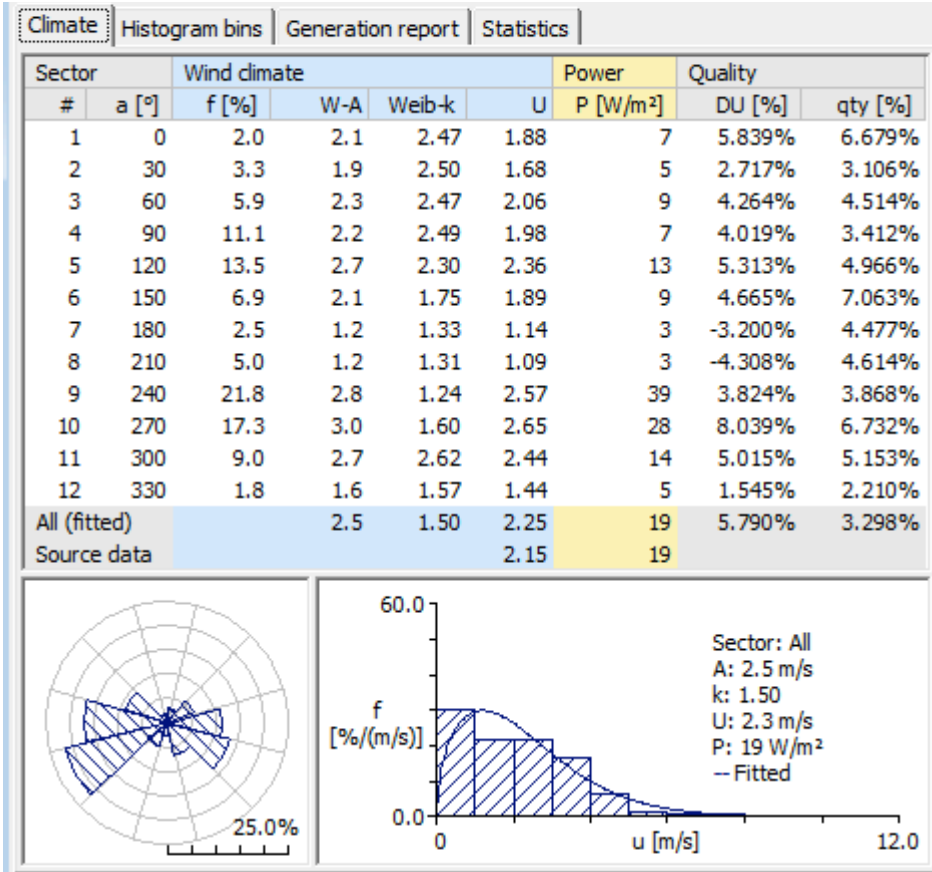 Climate Histogram bins Generation report Statistics
Sector Wind climate Power Quality
# a [°] f [%] W-A Weib-k U P [W/m²] DU [%] qty [%]
1 0 2.0 2.1 2.47 1.88 7 5.839% 6.679%
2 30 3.3 1.9 2.50 1.68 5 2.717% 3.106%
3 60 5.9 2.3 2.47 2.06 9 4.264% 4.514%
4 90 11.1 2.2 2.49 1.98 7 4.019% 3.412%
5 120 13.5 2.7 2.30 2.36 13 5.313% 4.966%
6 150 6.9 2.1 1.75 1.89 9 4.665% 7.063%
7 180 2.5 1.2 1.33 1.14 3 -3.200% 4.477%
8 210 5.0 1.2 1.31 1.09 3 -4.308% 4.614%
9 240 21.8 2.8 1.24 2.57 39 3.824% 3.868%
10 270 17.3 3.0 1.60 2.65 28 8.039% 6.732%
11 300 9.0 2.7 2.62 2.44 14 5.015% 5.153%
12 330 1.8 1.6 1.57 1.44 5 1.545% 2.210%
All (fitted) 2.5 1.50 2.25 19 5.790% 3.298%
Source data 2.15 19
25.0%
60.0
f
[%/(m/s)]
0.0
0 u [m/s] 12.0
Sector: All
A: 2.5 m/s
k: 1.50
U: 2.3 m/s
P: 19 W/m²
-- Fitted